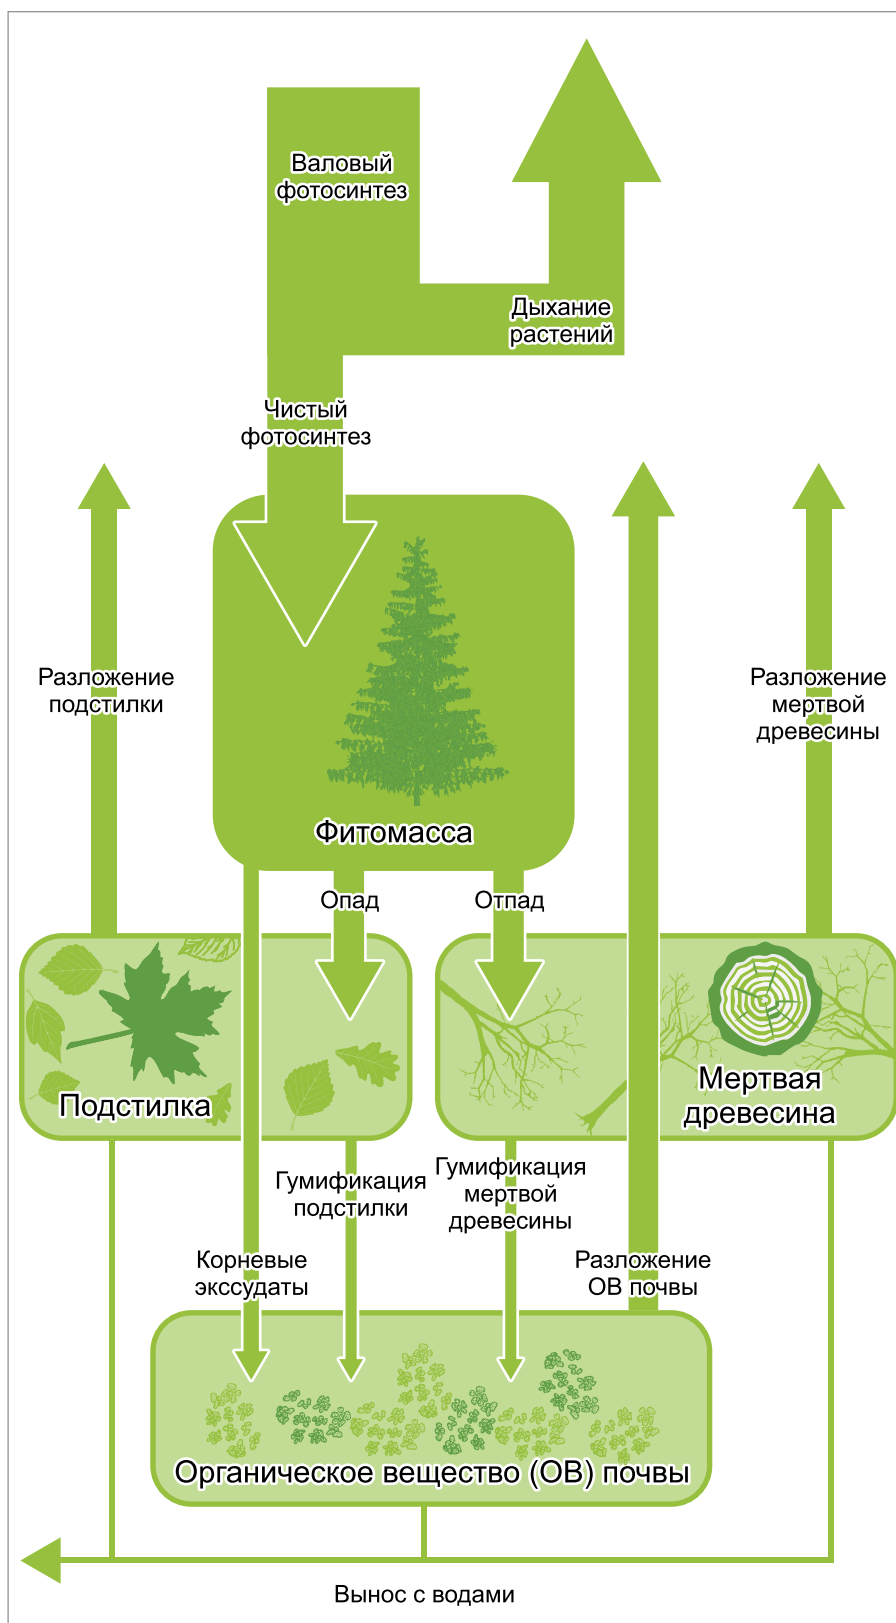 Валовый
фотосинтез
Дыхание
растений
Чистый
фотосинтез
Разложение
подстилки
Разложение
мертвой
древесины
Фитомасса
Опад
Отпад
Подстилка
Мертвая
древесина
Гумификация
подстилки
Гумификация
мертвой
древесины
Корневые
экссудаты
Разложение
ОВ почвы
Органическое вещество (ОВ) почвы
Вынос с водами